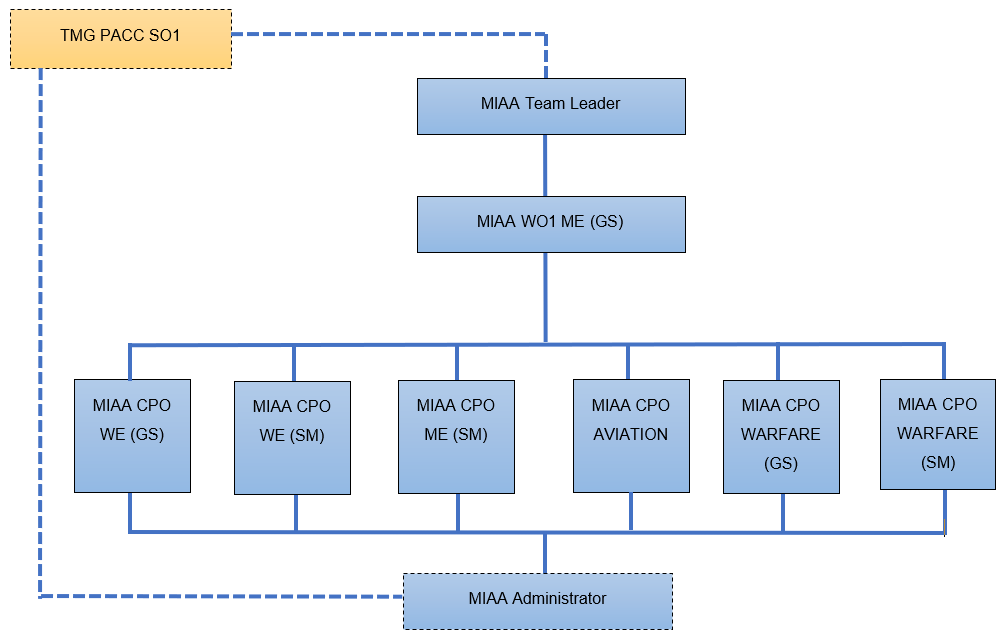 TMG PACC SO1
MIAA Team Leader
MIAA WO1 ME (GS)
MIAA CPO
WE (GS)
MIAA CPO
WE (SM)
MIAA CPO
ME (SM)
MIAA CPO
AVIATION
MIAA CPO
WARFARE
(GS)
MIAA CPO
WARFARE
(SM)
MIAA Administrator